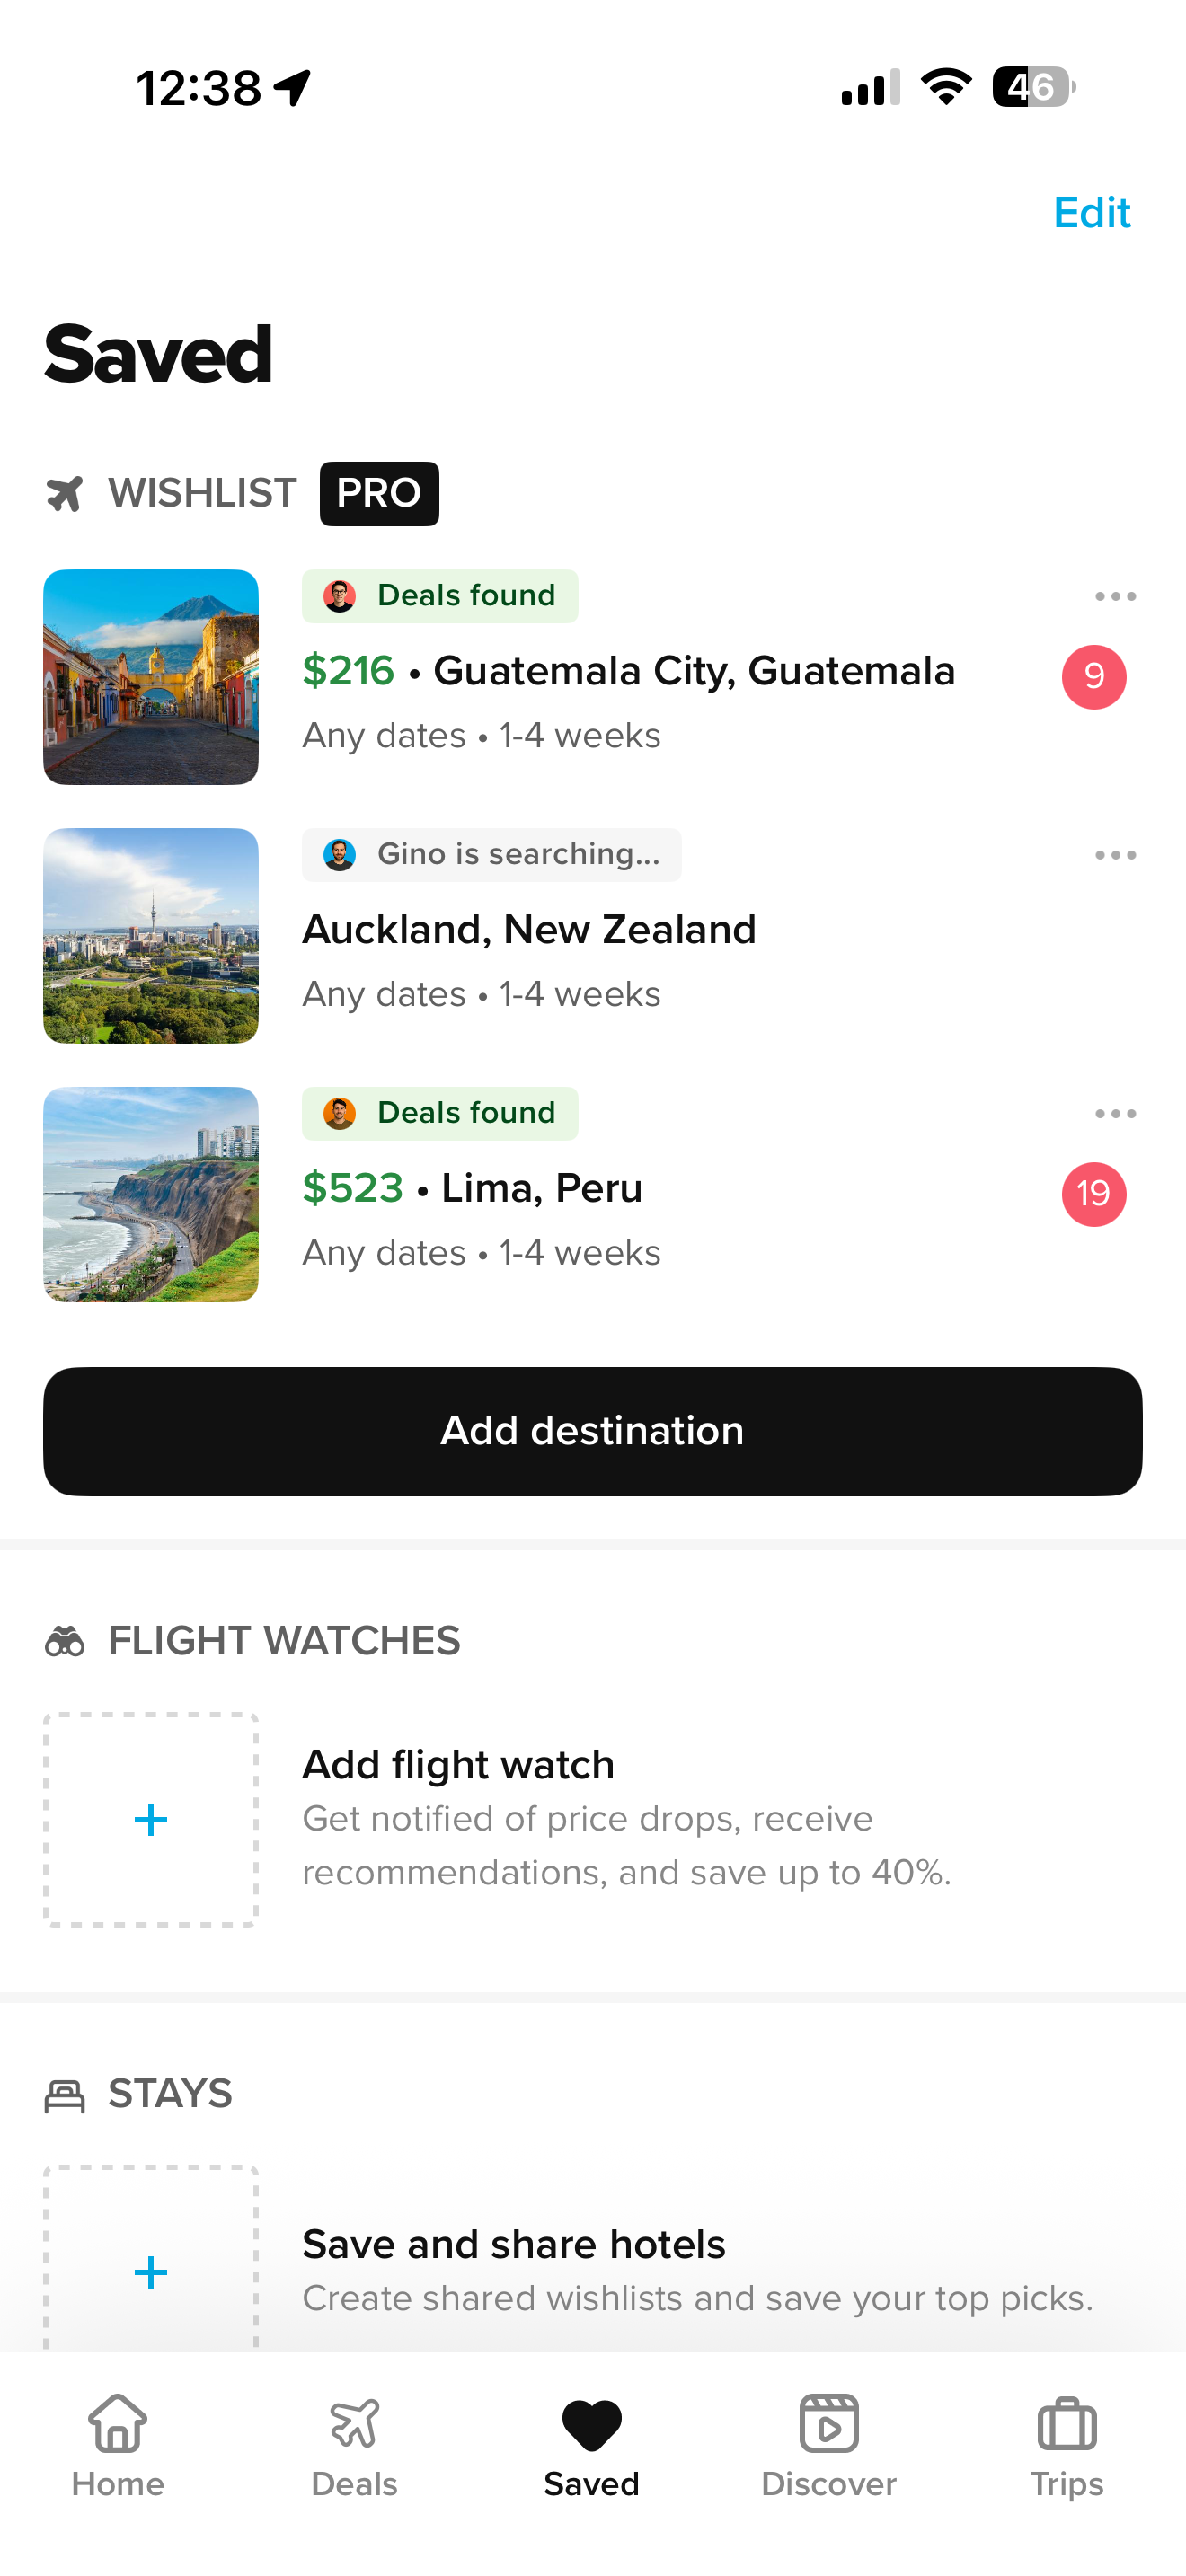 12:38
46
Edit
Saved
WISHLIST PRO
Deals found
$216 • Guatemala City, Guatemala
9
Any dates • 1-4 weeks
Gino is searching...
Auckland, New Zealand
Any dates • 1-4 weeks
Deals found
$523 • Lima, Peru
19
Any dates • 1-4 weeks
Add destination
FLIGHT WATCHES
+
Add flight watch
Get notified of price drops, receive
recommendations, and save up to 40%.
STAYS
+
Save and share hotels
Create shared wishlists and save your top picks.
Home
Deals
Saved
Discover
Trips